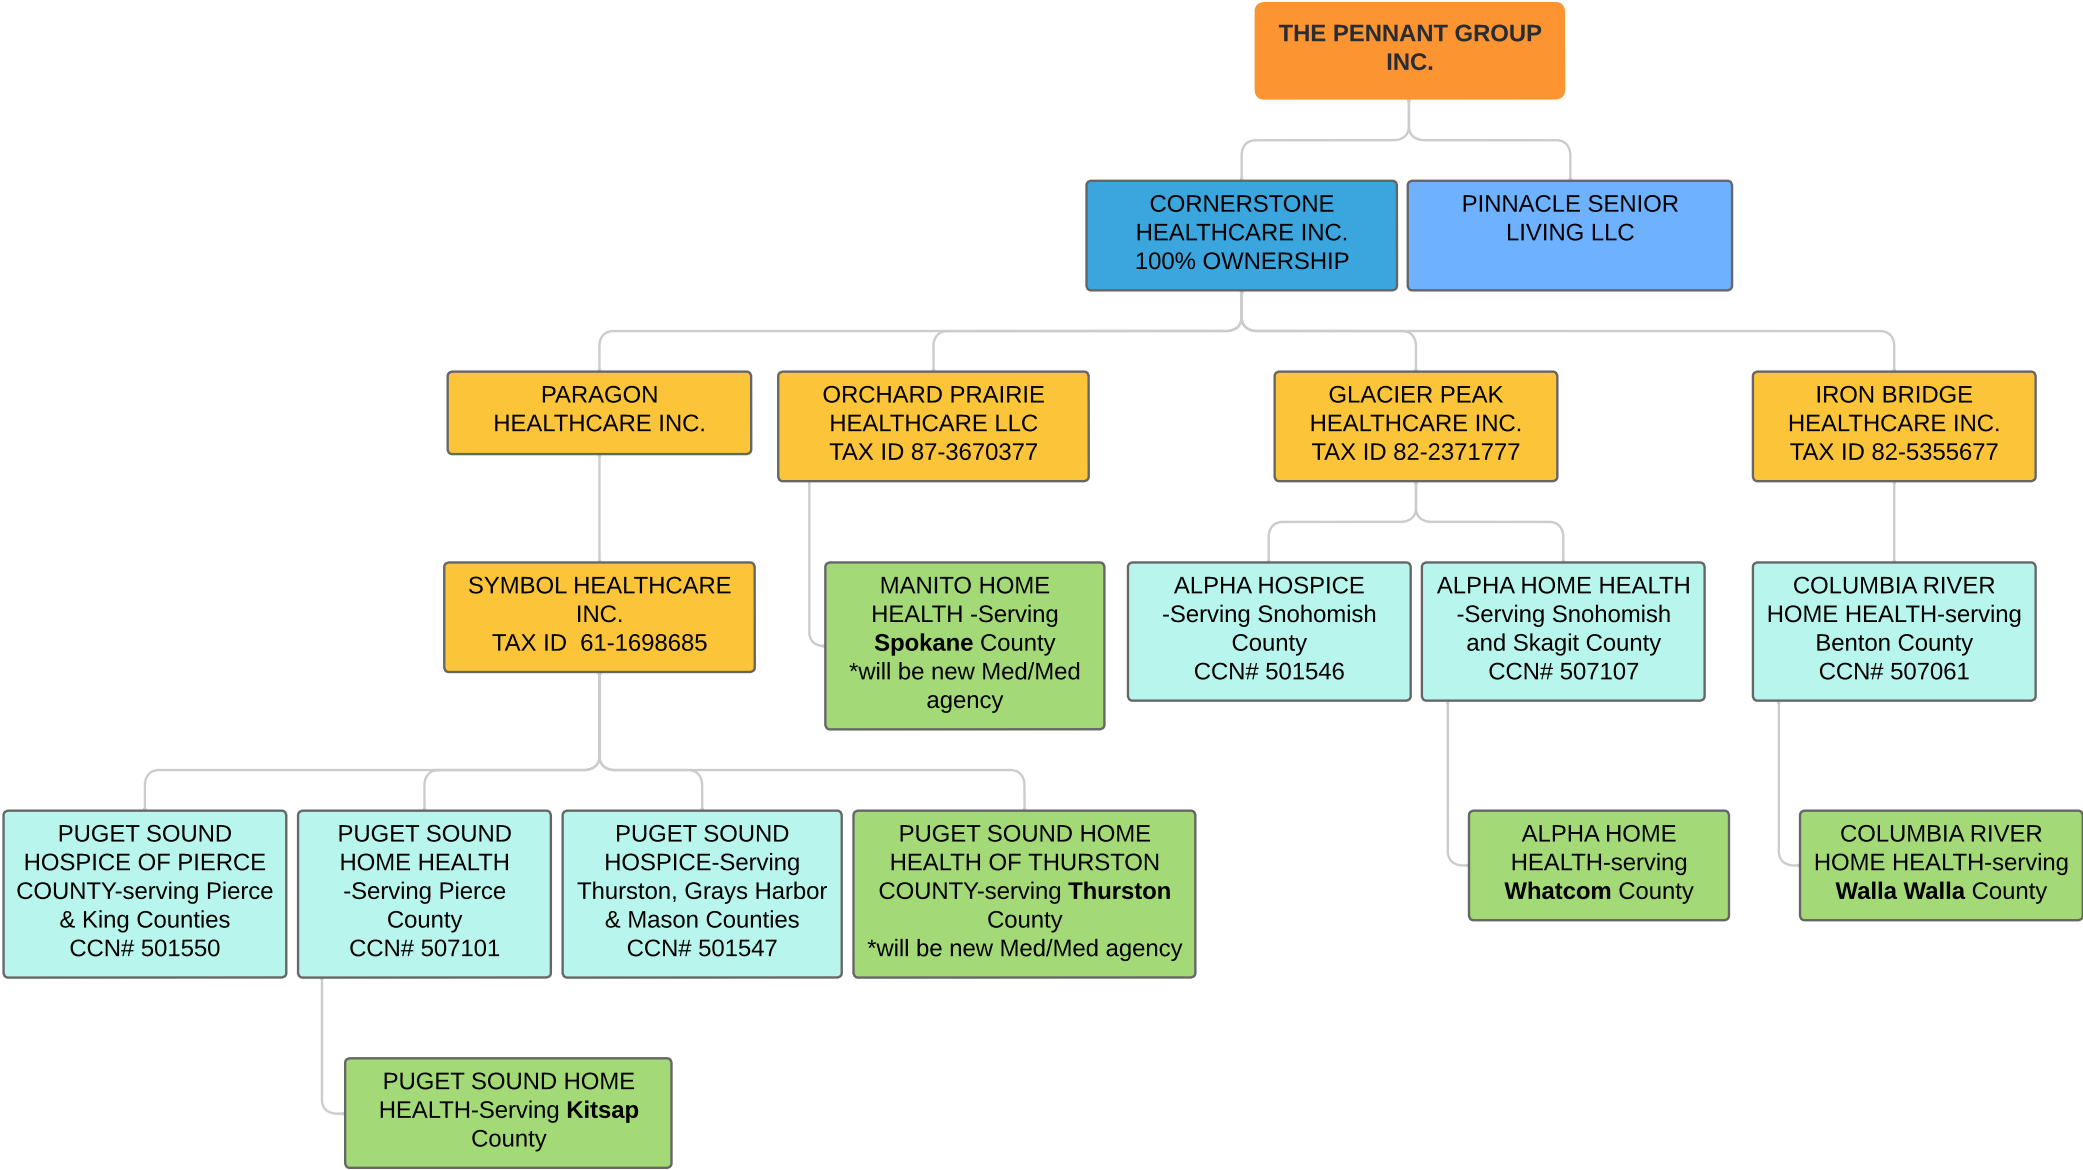 THE PENNANT GROUP
INC.
CORNERSTONE
HEALTHCARE INC.
100% OWNERSHIP
PINNACLE SENIOR
LIVING LLC
PARAGON
HEALTHCARE INC.
ORCHARD PRAIRIE
HEALTHCARE LLC
TAX ID 87-3670377
GLACIER PEAK
HEALTHCARE INC.
TAX ID 82-2371777
IRON BRIDGE
HEALTHCARE INC.
TAX ID 82-5355677
SYMBOL HEALTHCARE
INC.
TAX ID  61-1698685
MANITO HOME
HEALTH -Serving
Spokane County
*will be new Med/Med
agency
ALPHA HOSPICE
-Serving Snohomish
County
CCN# 501546
ALPHA HOME HEALTH
-Serving Snohomish
and Skagit County
CCN# 507107
COLUMBIA RIVER
HOME HEALTH-serving
Benton County
CCN# 507061
PUGET SOUND
HOSPICE OF PIERCE
COUNTY-serving Pierce
& King Counties
CCN# 501550
PUGET SOUND
HOME HEALTH
-Serving Pierce
County
CCN# 507101
PUGET SOUND
HOSPICE-Serving
Thurston, Grays Harbor
& Mason Counties
CCN# 501547
PUGET SOUND HOME
HEALTH OF THURSTON
COUNTY-serving Thurston
County
*will be new Med/Med agency
ALPHA HOME
HEALTH-serving
Whatcom County
COLUMBIA RIVER
HOME HEALTH-serving
Walla Walla County
PUGET SOUND HOME
HEALTH-Serving Kitsap
County